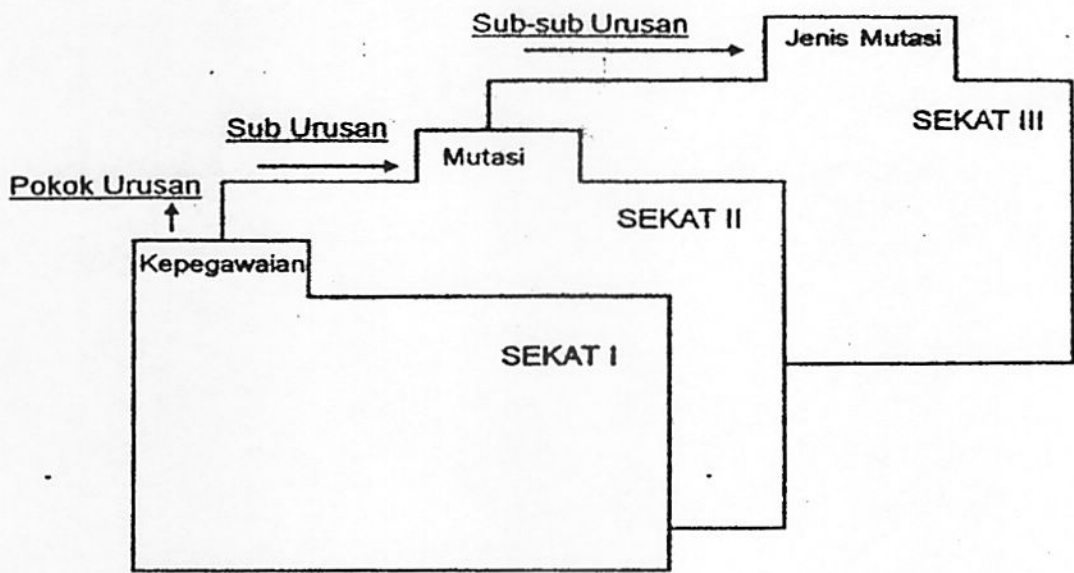 Sub-sub Urusan
Jenis Mutasi
SEKAT III
Sub Urusan
Mutasi
Pokok Urusan
SEKAT II
Kepegawaian
SEKAT I